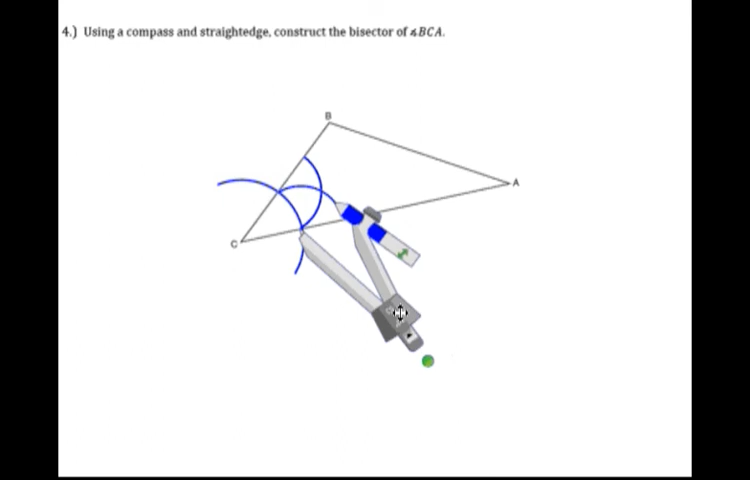 4.) Using a compass and straightedge, construct the bisector of ∡BCA.
B
A
C